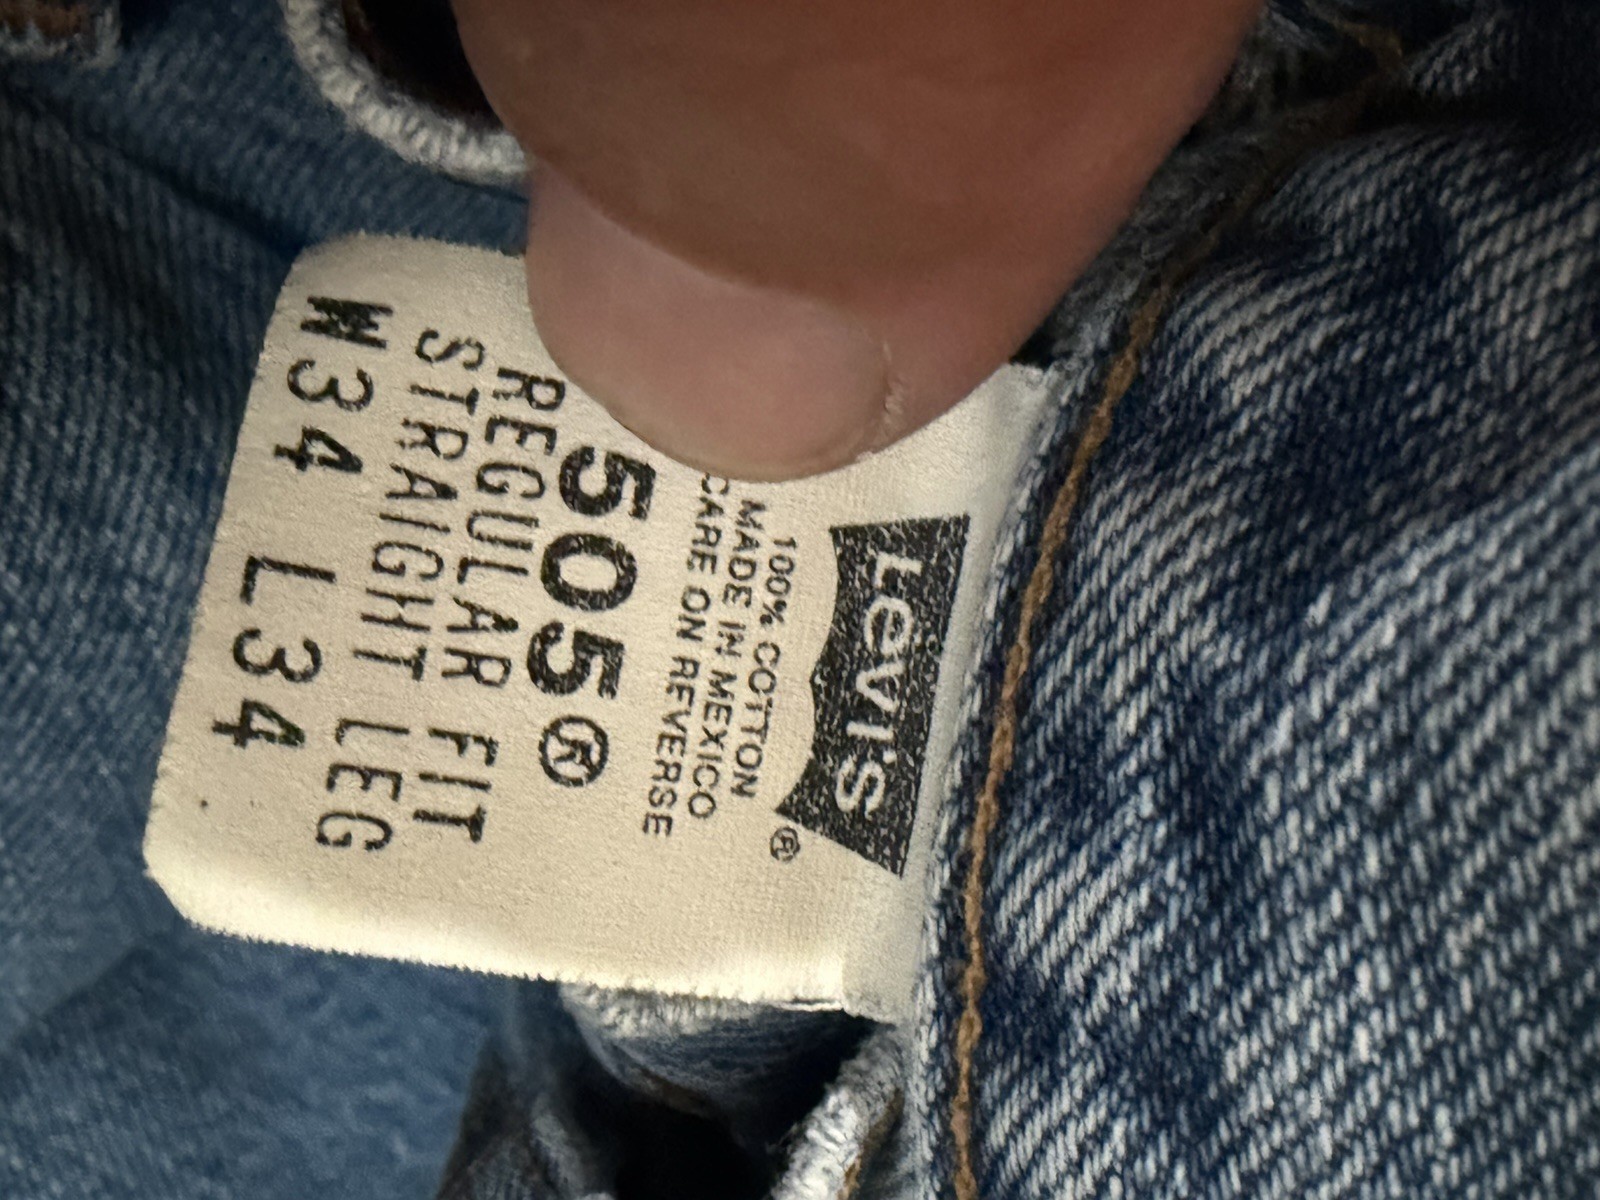 Levi's®
100% COTTON
MADE IN MEXICO
CARE ON REVERSE
505®
REGULAR FIT
STRAIGHT LEG
W34 L34